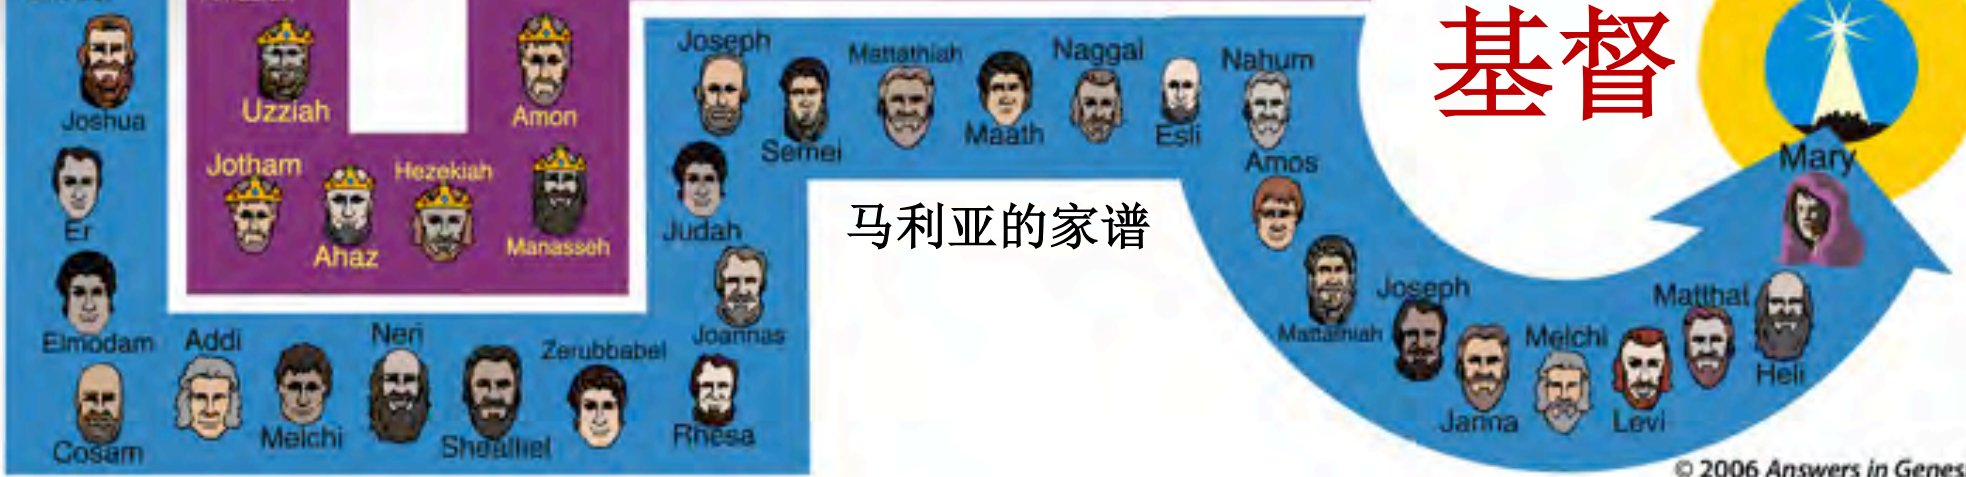 Joshua
Er
Elmodam
Cosam
Addi
Melchi
Neri
Shealtiel
Zerubbabel
Rhesa
Joannas
Judah
Joseph
Semei
Mattathiah
Maath
Naggai
Esli
Nahum
Amos
Mattathiah
Joseph
Janna
Melchi
Levi
Matthat
Heli
Mary
Uzziah
Jotham
Ahaz
Hezekiah
Manasseh
Amon
马利亚的家谱
基督
© 2006 Answers in Genes